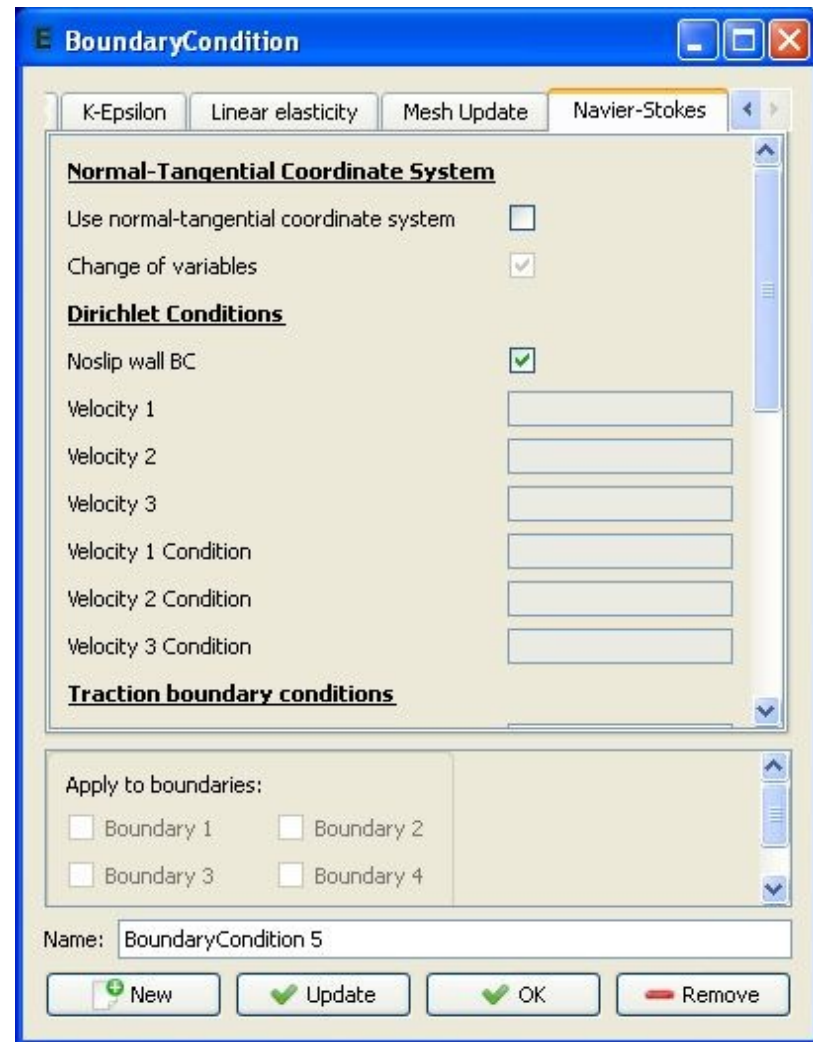 E BoundaryCondition
K-Epsilon Linear elasticity Mesh Update Navier-Stokes
Normal-Tangential Coordinate System
Use normal-tangential coordinate system
Change of variables
Dirichlet Conditions
Noslip wall BC
Velocity 1
Velocity 2
Velocity 3
Velocity 1 Condition
Velocity 2 Condition
Velocity 3 Condition
Traction boundary conditions
Apply to boundaries:
Boundary 1 Boundary 2
Boundary 3 Boundary 4
Name: BoundaryCondition 5
New Update OK Remove